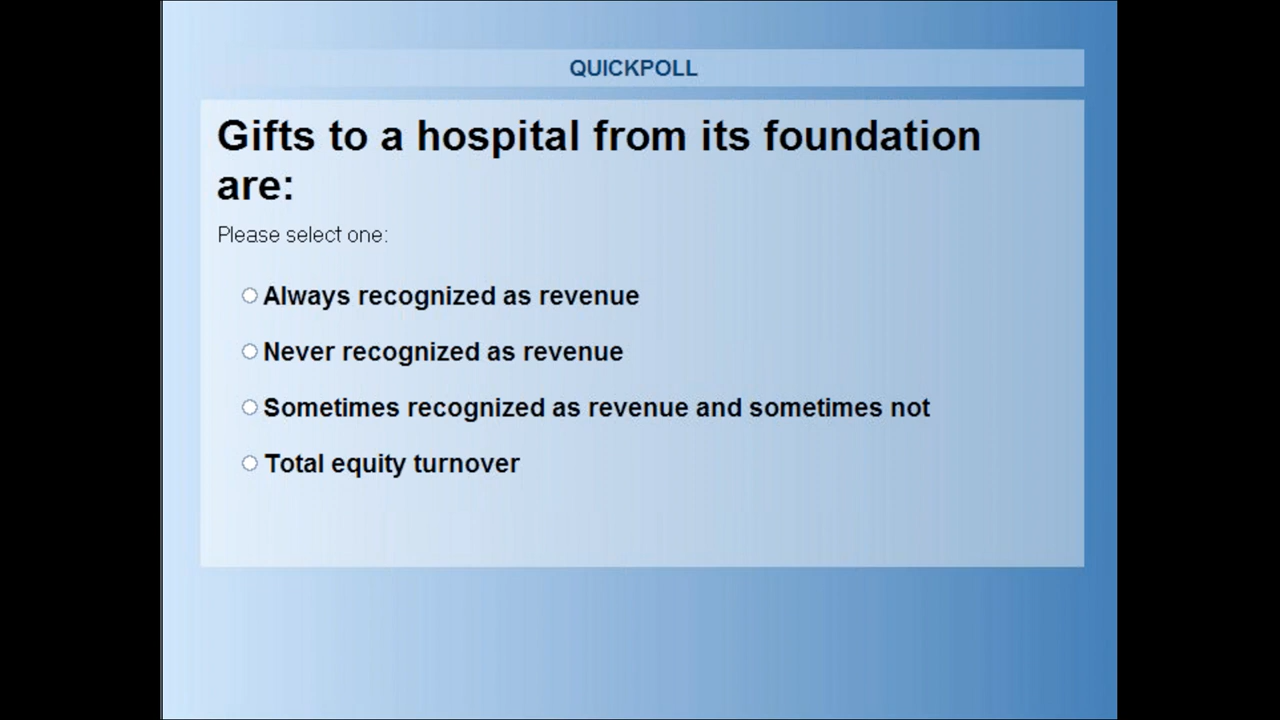 QUICKPOLL
Gifts to a hospital from its foundation
are:
Please select one:
Always recognized as revenue
Never recognized as revenue
Sometimes recognized as revenue and sometimes not
Total equity turnover